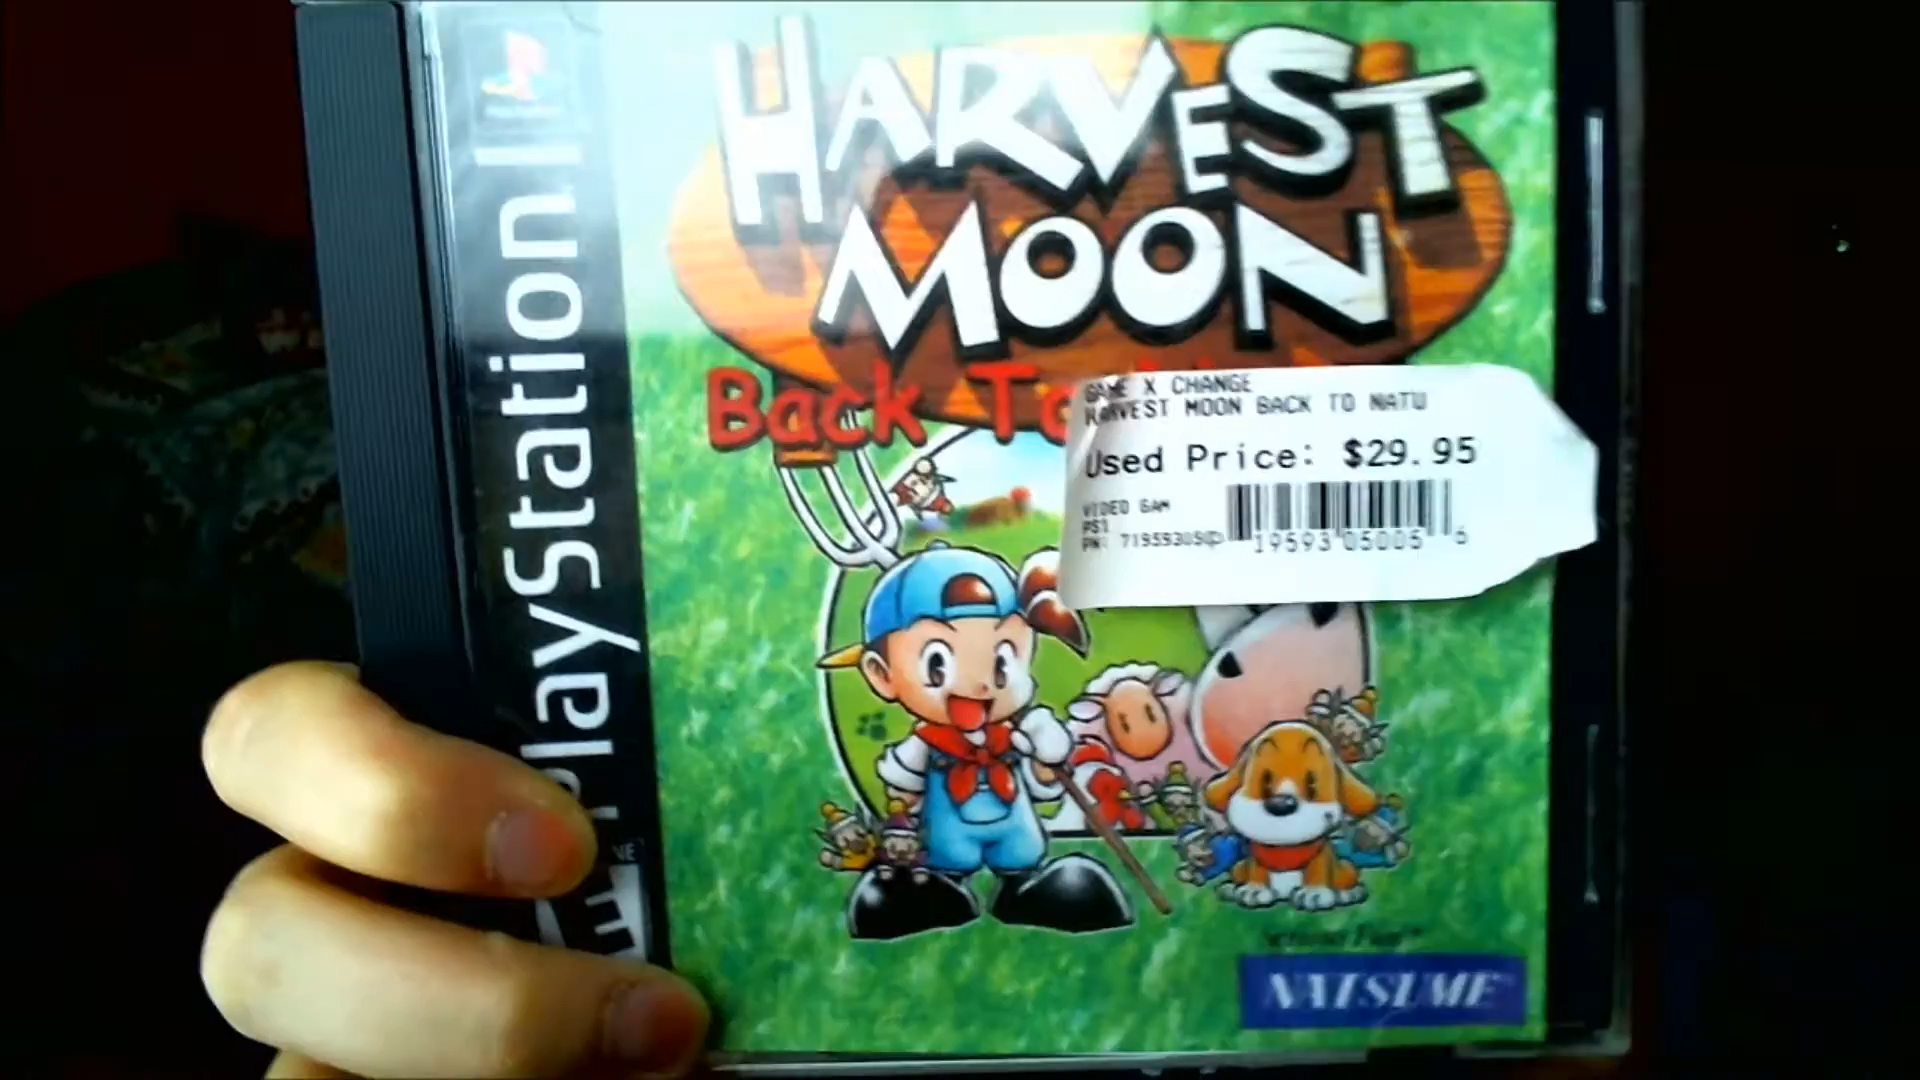 HARVEST
MOON
Back To
GAME X CHANGE
HARVEST MOON BACK TO NATU
Used Price: $29.95
VIDEO GAM
PS1
19593 05005 6
PlayStation
NATSUME